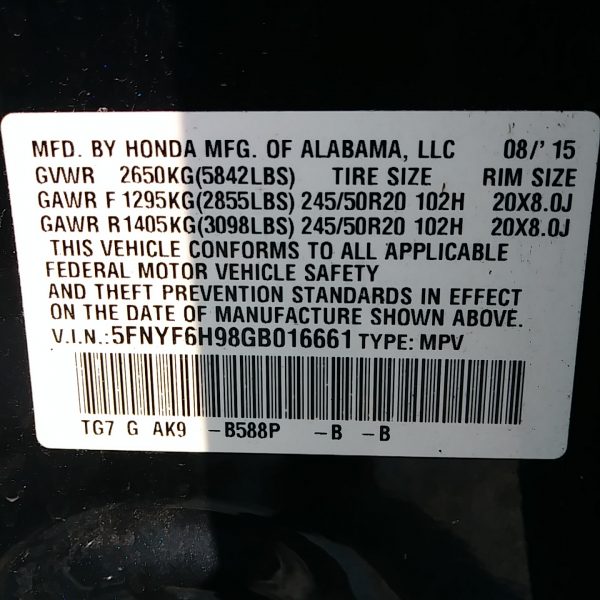 MFD. BY HONDA MFG. OF ALABAMA, LLC 08/'15
GVWR 2650KG(5842LBS) TIRE SIZE RIM SIZE
GAWR F1295KG(2855LBS) 245/50R20 102H 20X8.0J
GAWR R1405KG(3098LBS) 245/50R20 102H 20X8.0J
THIS VEHICLE CONFORMS TO ALL APPLICABLE
FEDERAL MOTOR VEHICLE SAFETY
AND THEFT PREVENTION STANDARDS IN EFFECT
ON THE DATE OF MANUFACTURE SHOWN ABOVE.
V.I.N.:5FNYF6H98GB016661 TYPE: MPV
TG7 G AK9 -B588P -B -B